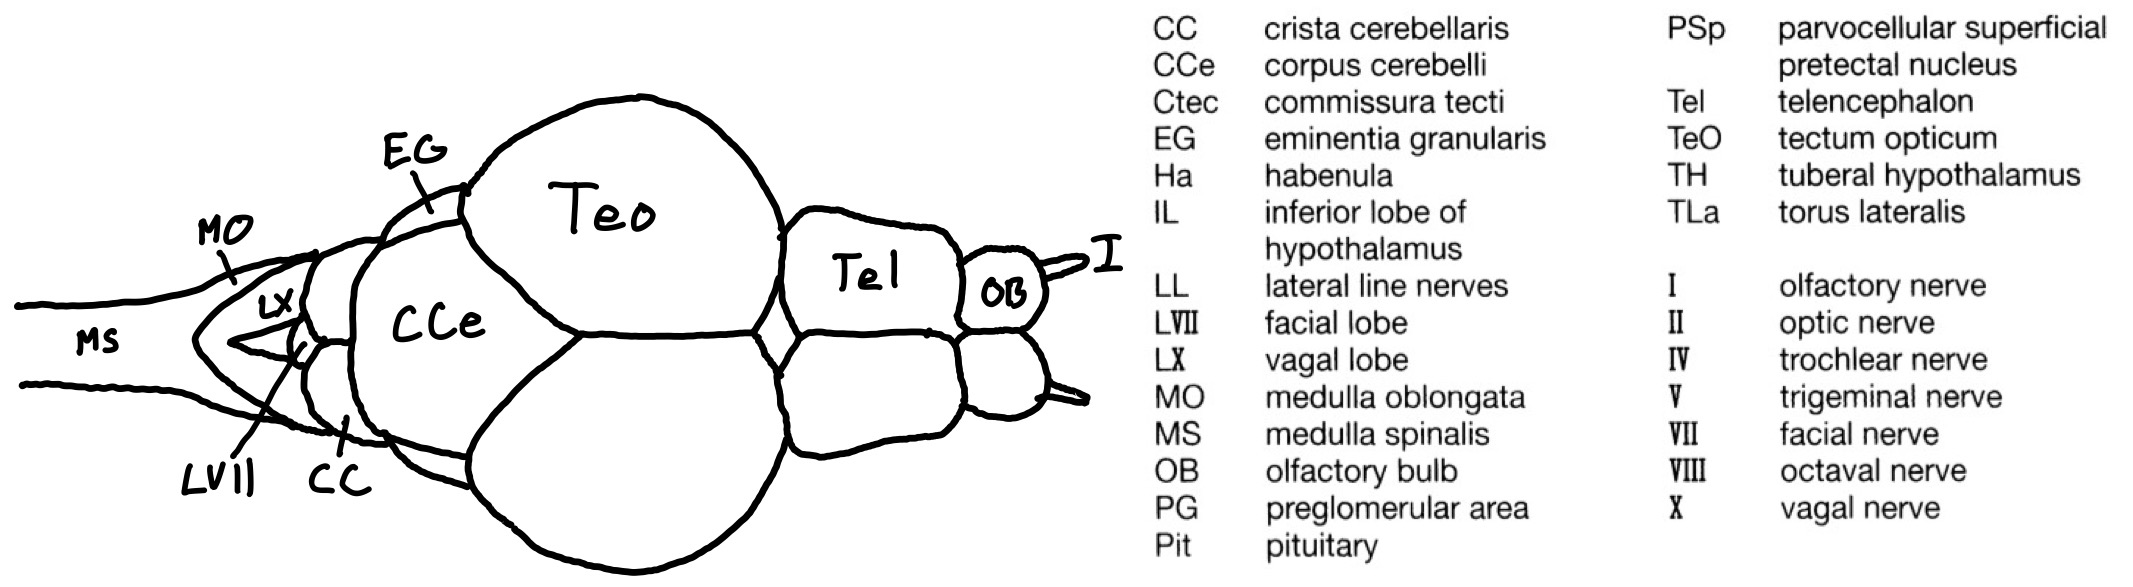 EG
Teo
MO
Tel
I
OB
LX
CCe
MS
LVII
CC
CC crista cerebellaris
CCe corpus cerebelli
Ctec commissura tecti
EG eminentia granularis
Ha habenula
IL inferior lobe of
hypothalamus
LL lateral line nerves
LVII facial lobe
LX vagal lobe
MO medulla oblongata
MS medulla spinalis
OB olfactory bulb
PG preglomerular area
Pit pituitary
PSp parvocellular superficial
pretectal nucleus
Tel telencephalon
TeO tectum opticum
TH tuberal hypothalamus
TLa torus lateralis
I olfactory nerve
II optic nerve
IV trochlear nerve
V trigeminal nerve
VII facial nerve
VIII octaval nerve
X vagal nerve